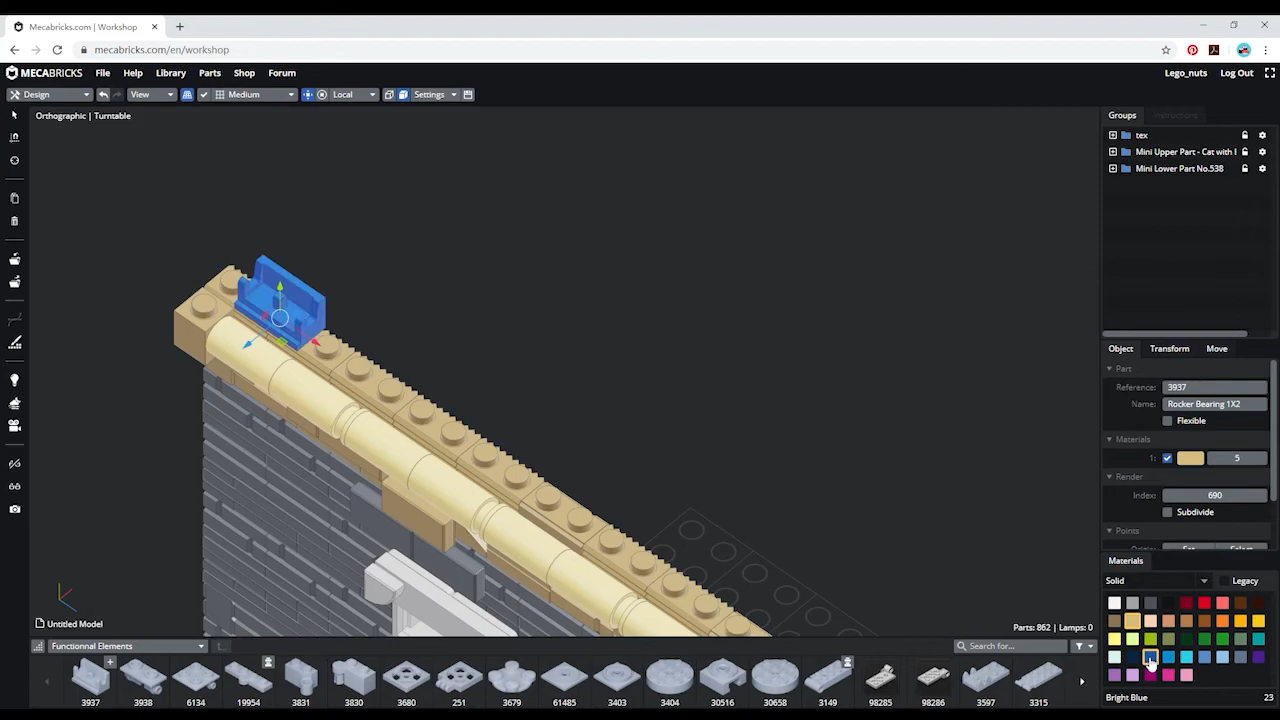 Mecabricks.com | Workshop
mecabricks.com/en/workshop
MECABRICKS File Help Library Parts Shop Forum Lego_nuts Log Out
Design View Medium Local Settings
Orthographic | Turntable
Groups Instructions
tex
Mini Upper Part - Cat with l
Mini Lower Part No.538
Object Transform Move
Part
Reference: 3937
Name: Rocker Bearing 1X2
Flexible
Materials
1: 5
Render
Index: 690
Subdivide
Points
Materials
Solid Legacy
Untitled Model
Parts: 862 / Lamps: 0
Functionnal Elements
Search for...
3937 3938 6134 19954 3831 3830 3680 311 3679 61485 3403 3404 30516 30658 3149 98285 98286 3597 3315
Bright Blue 23